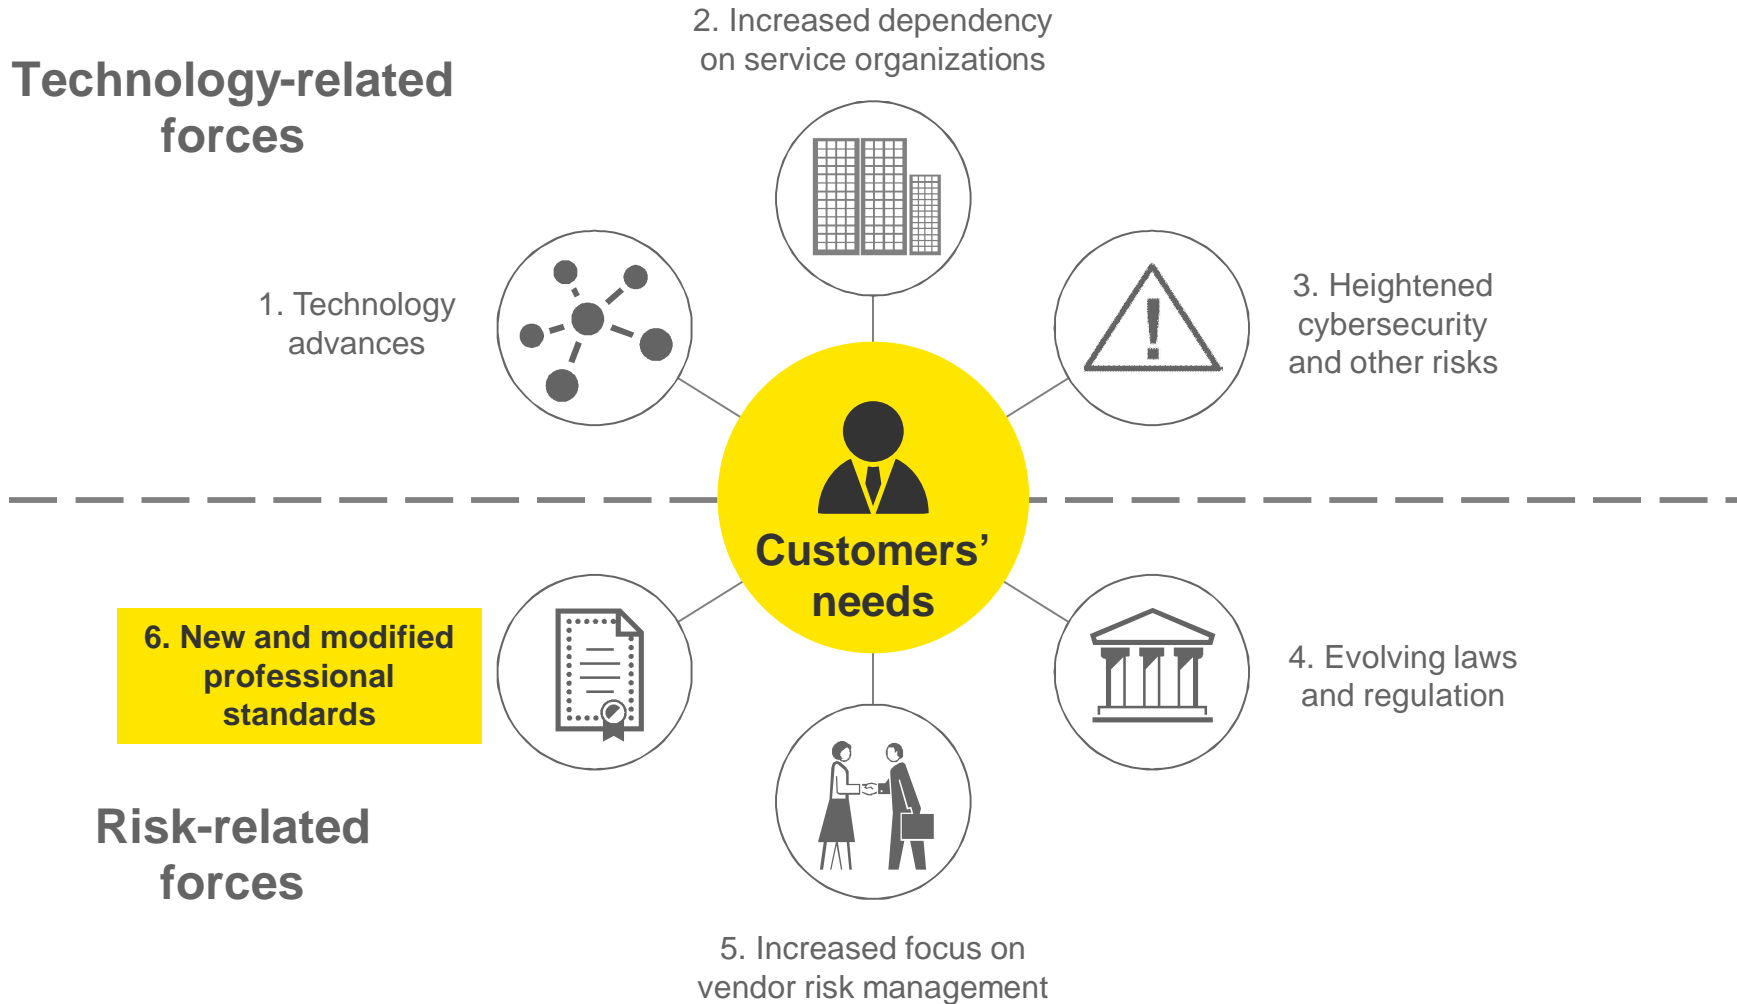 2. Increased dependency
on service organizations
Technology-related
forces
1. Technology
advances
3. Heightened
cybersecurity
and other risks
Customers’
needs
6. New and modified
professional
standards
4. Evolving laws
and regulation
Risk-related
forces
5. Increased focus on
vendor risk management